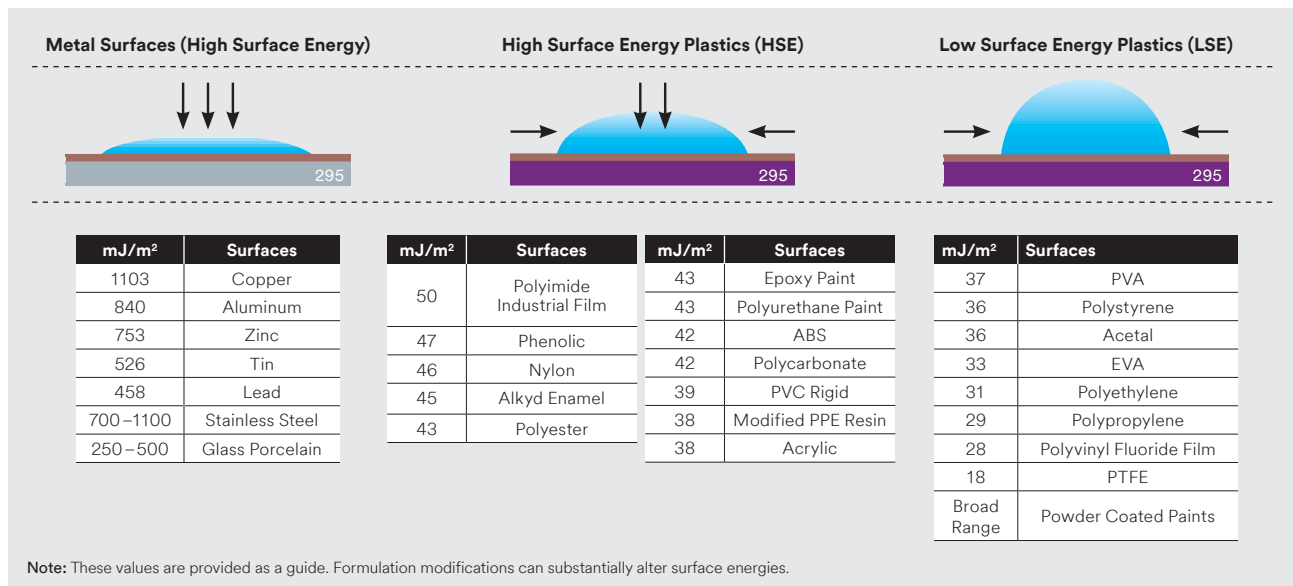 Metal Surfaces (High Surface Energy)
High Surface Energy Plastics (HSE)
Low Surface Energy Plastics (LSE)
295
295
295
mJ/m² Surfaces
1103 Copper
840 Aluminum
753 Zinc
526 Tin
458 Lead
700–1100 Stainless Steel
250–500 Glass Porcelain
mJ/m² Surfaces
50 Polyimide
Industrial Film
47 Phenolic
46 Nylon
45 Alkyd Enamel
43 Polyester
mJ/m² Surfaces
43 Epoxy Paint
43 Polyurethane Paint
42 ABS
42 Polycarbonate
39 PVC Rigid
38 Modified PPE Resin
38 Acrylic
mJ/m² Surfaces
37 PVA
36 Polystyrene
36 Acetal
33 EVA
31 Polyethylene
29 Polypropylene
28 Polyvinyl Fluoride Film
18 PTFE
Broad
Range Powder Coated Paints
Note: These values are provided as a guide. Formulation modifications can substantially alter surface energies.